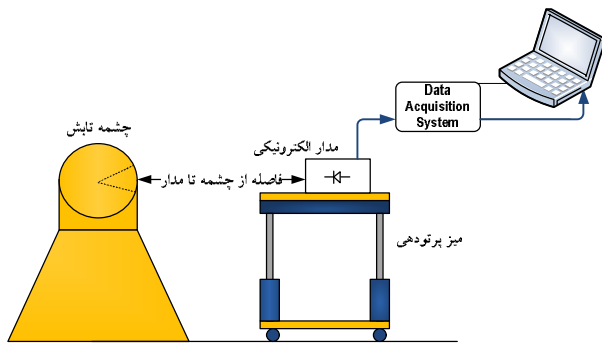 چشمه تابش
فاصله از چشمه تا مدار
مدار الکترونیکی
Data
Acquisition
System
میز پرتودهی